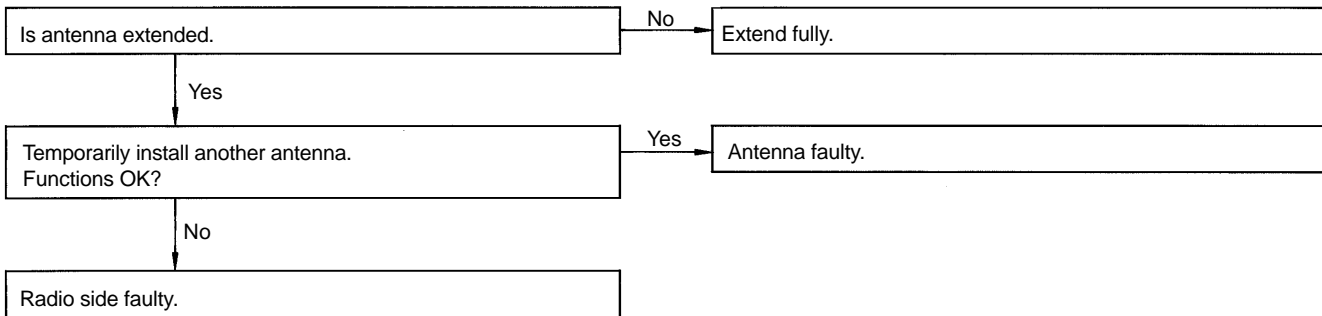 Is antenna extended.
No
Extend fully.
Yes
Temporarily install another antenna.
Functions OK?
Yes
Antenna faulty.
No
Radio side faulty.